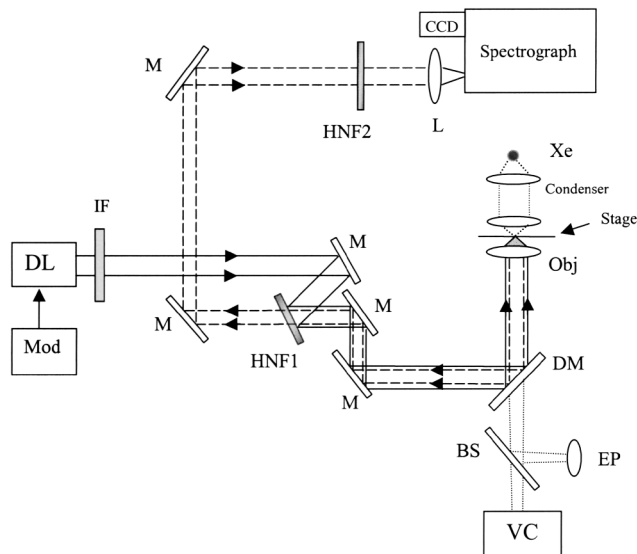 CCD
Spectrograph
M
HNF2
L
Xe
Condenser
Stage
IF
M
DL
Obj
M
M
HNF1
Mod
DM
M
BS
EP
VC